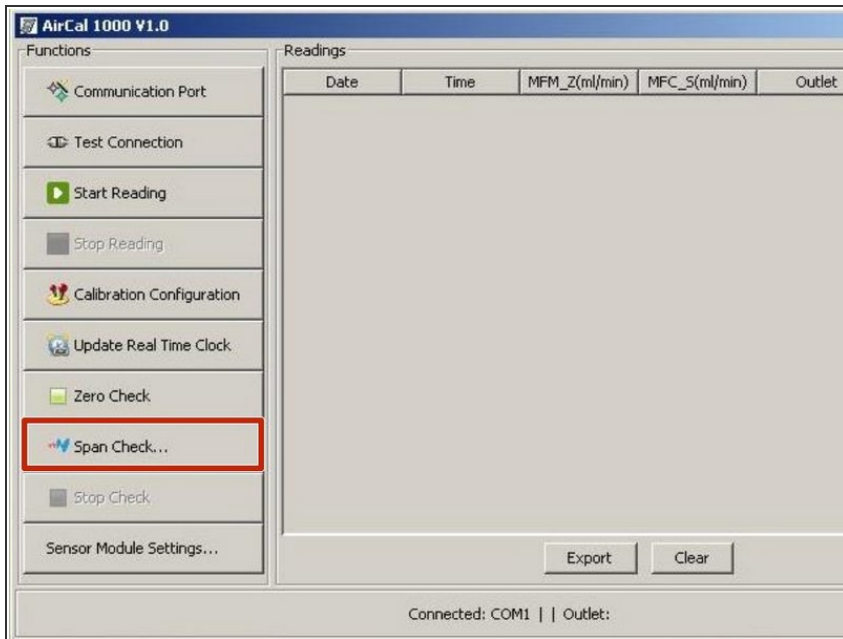 AirCal 1000 V1.0
Functions
Communication Port
Test Connection
Start Reading
Stop Reading
Calibration Configuration
Update Real Time Clock
Zero Check
Span Check...
Stop Check
Sensor Module Settings...
Readings
Date Time MFM_Z(ml/min) MFC_S(ml/min) Outlet
Export Clear
Connected: COM1 | | Outlet: